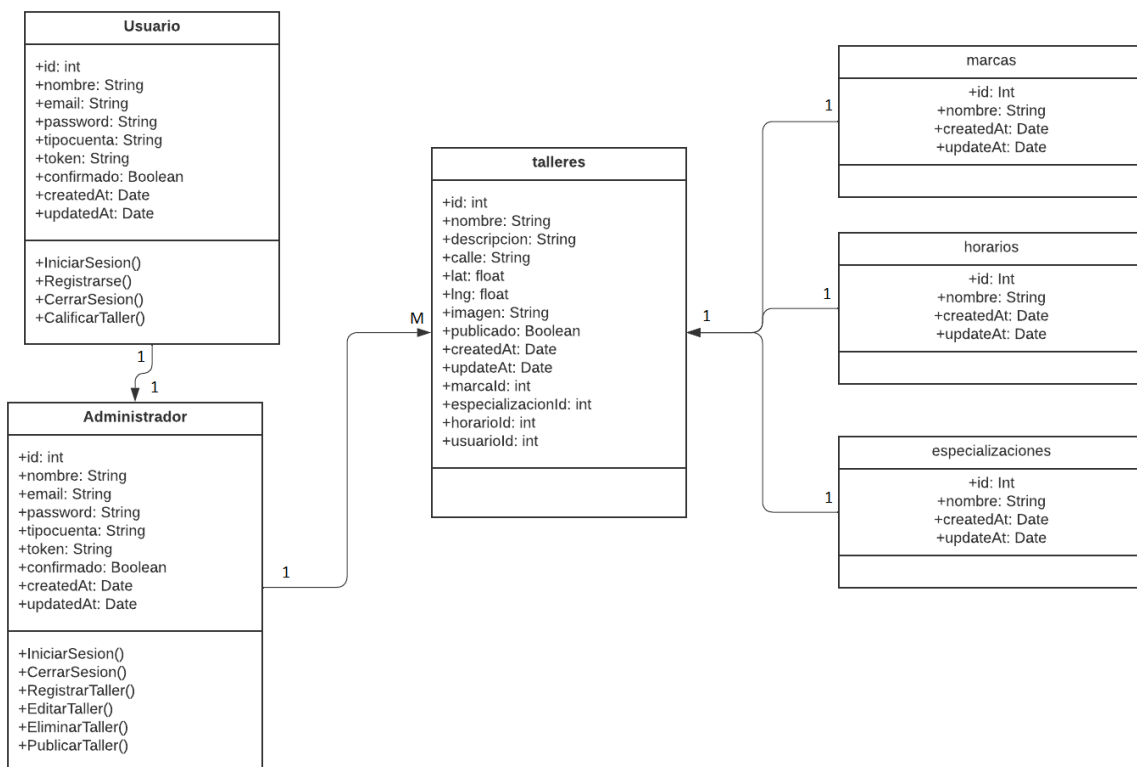 Usuario
+id: int
+nombre: String
+email: String
+password: String
+tipocuenta: String
+token: String
+confirmado: Boolean
+createdAt: Date
+updatedAt: Date
+IniciarSesion()
+Registrarse()
+CerrarSesion()
+CalificarTaller()
1
1
Administrador
+id: int
+nombre: String
+email: String
+password: String
+tipocuenta: String
+token: String
+confirmado: Boolean
+createdAt: Date
+updatedAt: Date
+IniciarSesion()
+CerrarSesion()
+RegistrarTaller()
+EditarTaller()
+EliminarTaller()
+PublicarTaller()
1
M
talleres
+id: int
+nombre: String
+descripcion: String
+calle: String
+lat: float
+lng: float
+imagen: String
+publicado: Boolean
+createdAt: Date
+updateAt: Date
+marcaId: int
+especializacionId: int
+horarioId: int
+usuarioId: int
1
1
marcas
+id: Int
+nombre: String
+createdAt: Date
+updateAt: Date
1
horarios
+id: Int
+nombre: String
+createdAt: Date
+updateAt: Date
1
especializaciones
+id: Int
+nombre: String
+createdAt: Date
+updateAt: Date